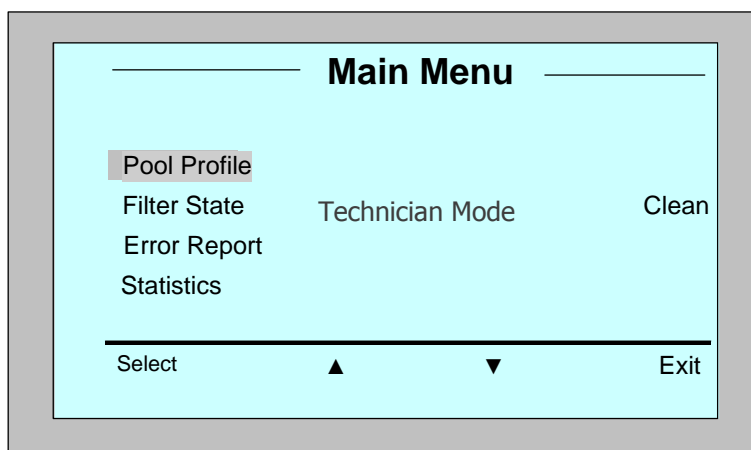 Main Menu
Pool Profile
Filter State Technician Mode Clean
Error Report
Statistics
Select ▲ ▼ Exit